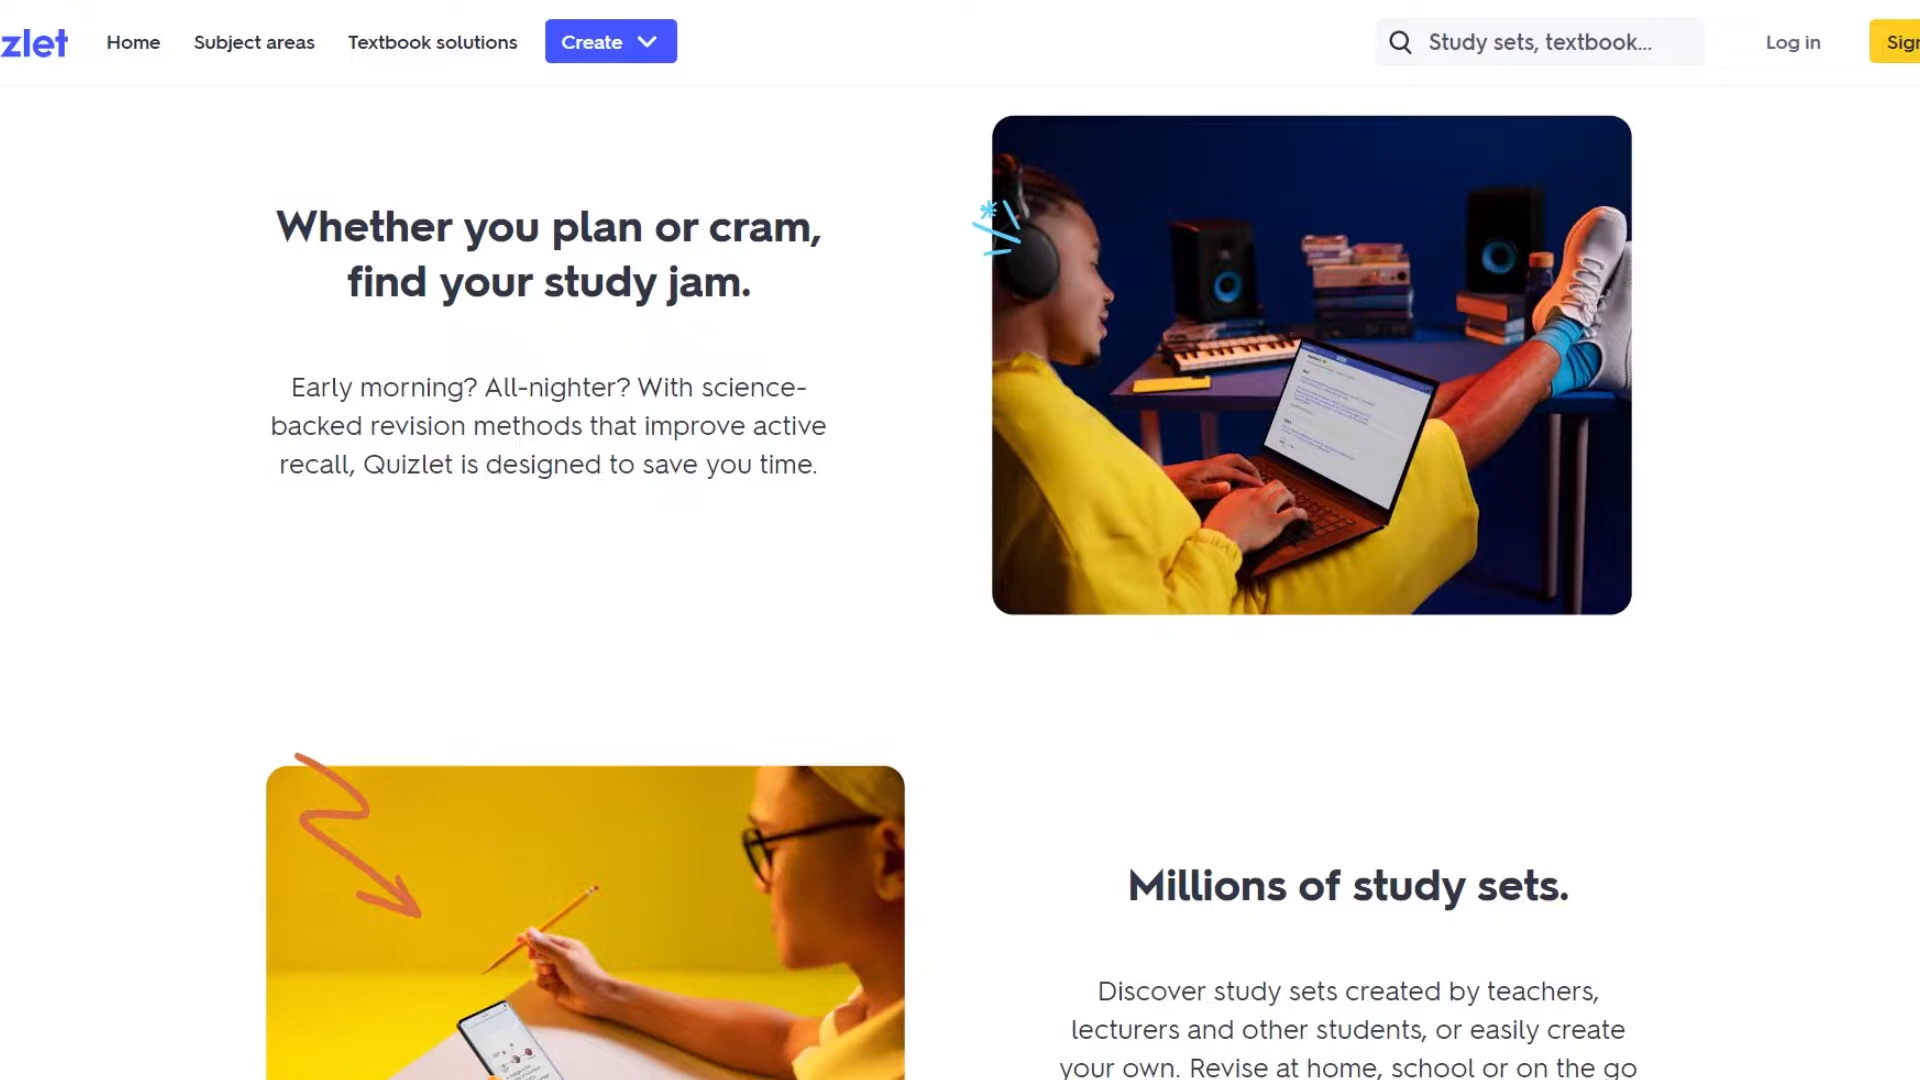 zlet
Home
Subject areas
Textbook solutions
Create
Study sets, textbook...
Log in
Sign
Whether you plan or cram,
find your study jam.
Early morning? All-nighter? With science-
backed revision methods that improve active
recall, Quizlet is designed to save you time.
Millions of study sets.
Discover study sets created by teachers,
lecturers and other students, or easily create
your own. Revise at home, school or on the go